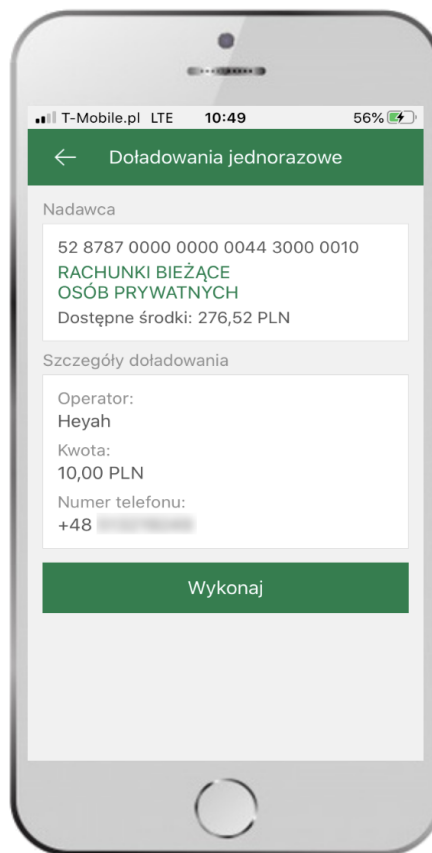 T-Mobile.pl LTE 10:49 56%
Doładowania jednorazowe
Nadawca
52 8787 0000 0000 0044 3000 0010
RACHUNKI BIEŻĄCE
OSÓB PRYWATNYCH
Dostępne środki: 276,52 PLN
Szczegóły doładowania
Operator:
Heyah
Kwota:
10,00 PLN
Numer telefonu:
+48
Wykonaj